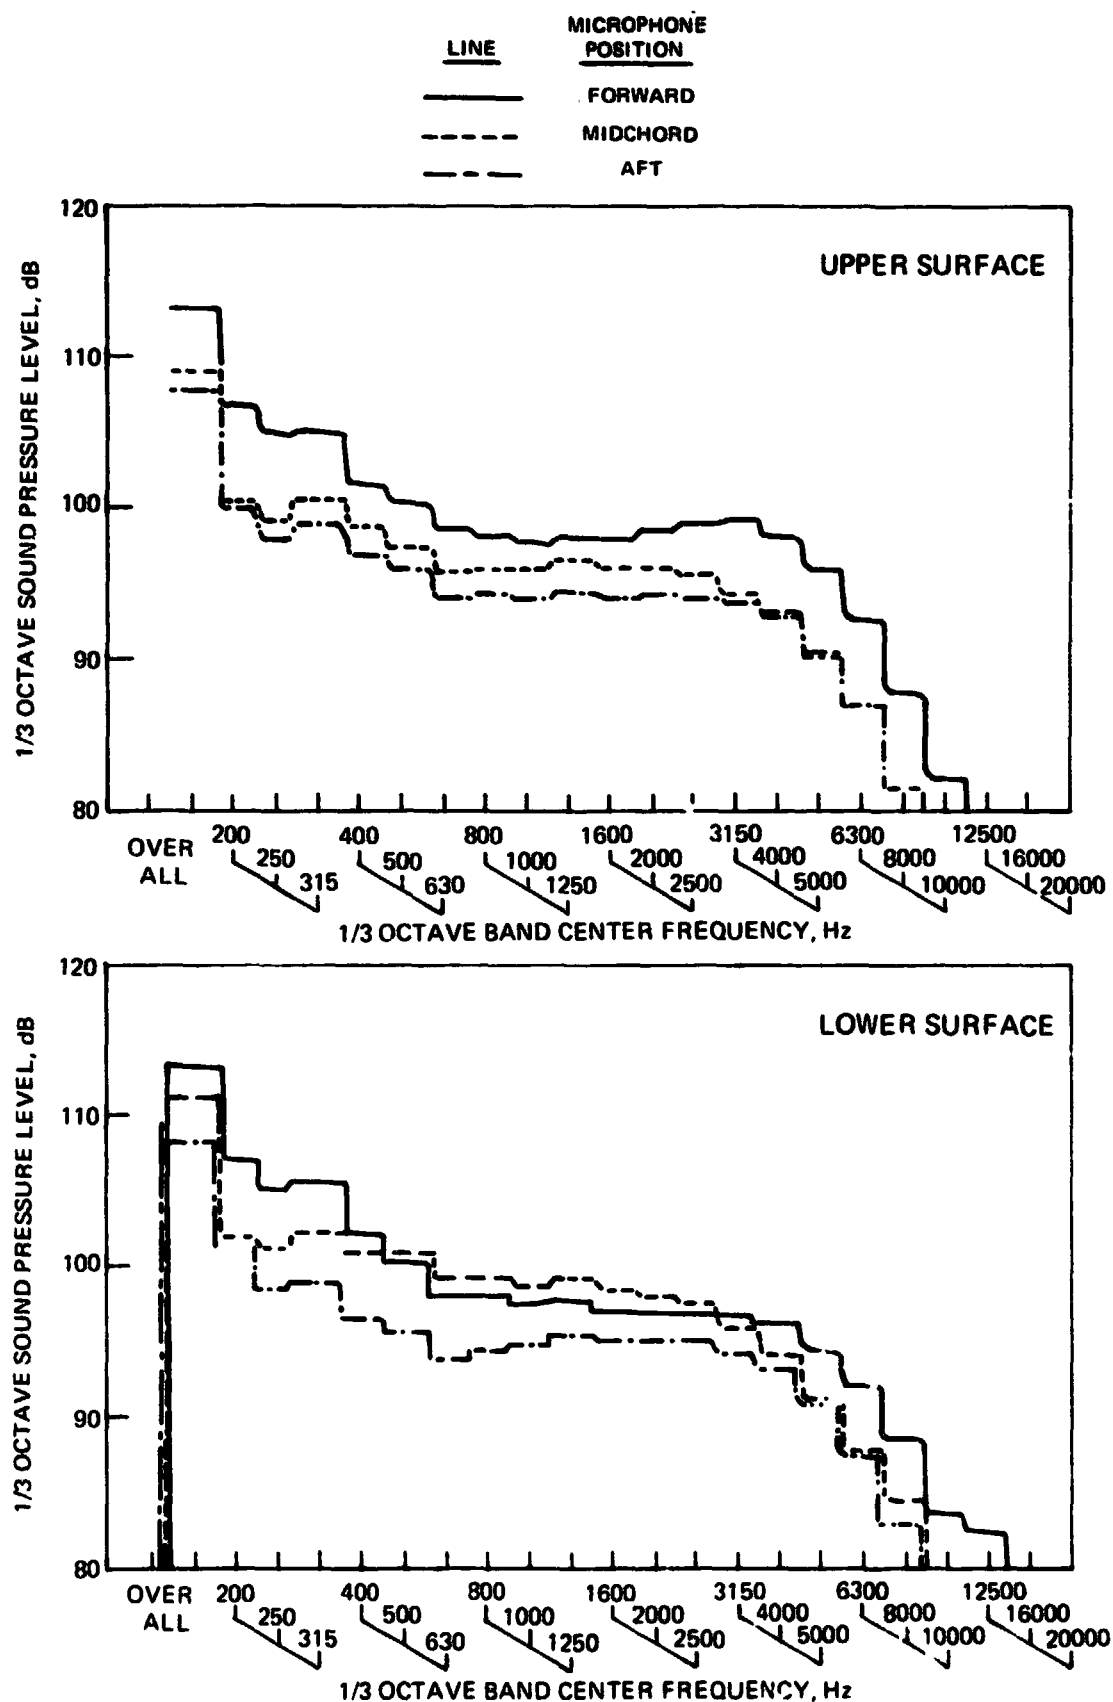 LINE MICROPHONE POSITION
FORWARD
MIDCHORD
AFT
UPPER SURFACE
1/3 OCTAVE SOUND PRESSURE LEVEL, dB
120
110
100
90
80
OVER ALL
200 400 800 1600 3150 6300 12500
250 500 1000 2000 4000 8000 16000
315 630 1250 2500 5000 10000 20000
1/3 OCTAVE BAND CENTER FREQUENCY, Hz
LOWER SURFACE
1/3 OCTAVE SOUND PRESSURE LEVEL, dB
120
110
100
90
80
OVER ALL
200 400 800 1600 3150 6300 12500
250 500 1000 2000 4000 8000 16000
315 630 1250 2500 5000 10000 20000
1/3 OCTAVE BAND CENTER FREQUENCY, Hz